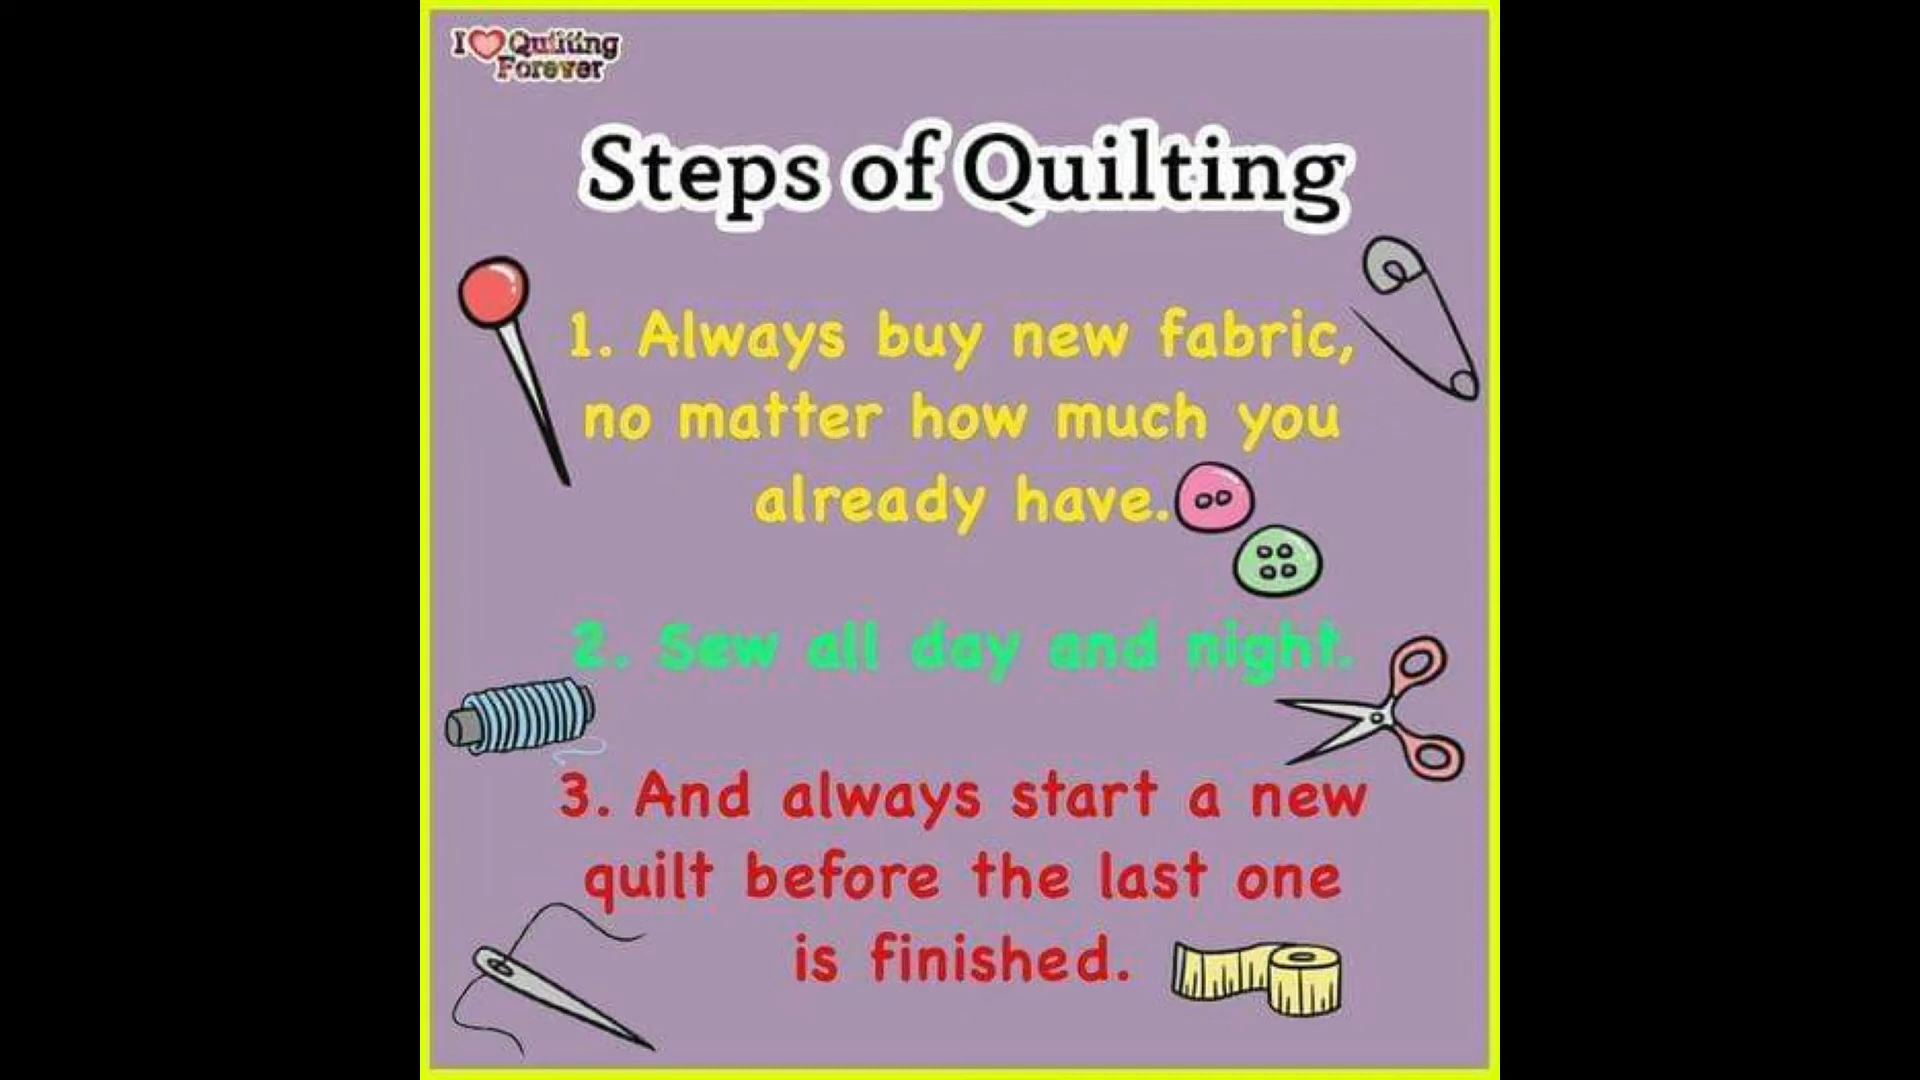 I Quilting
Forever
Steps of Quilting
1. Always buy new fabric,
no matter how much you
already have.
2. Sew all day and night.
3. And always start a new
quilt before the last one
is finished.